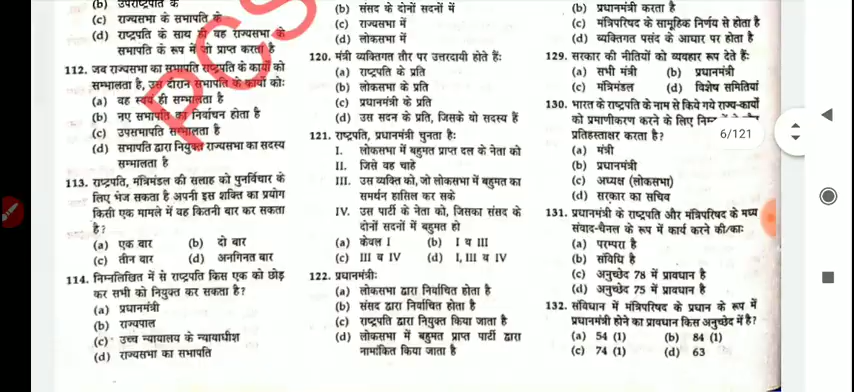 (b) उपराष्ट्रपति के
(c) राज्यसभा के सभापति के
(d) राष्ट्रपति के साथ ही वह राज्यसभा के
सभापति के रूप में जो प्राप्त करता है
112. जब राज्यसभा का सभापति राष्ट्रपति के कार्यों को
सम्भालता है, उस दौरान सभापति के कार्यों कोः
(a) वह स्वयं ही सम्भालता है
(b) नए सभापति का निर्वाचन होता है
(c) उपसभापति सम्भालता है
(d) सभापति द्वारा नियुक्त राज्यसभा का सदस्य
सम्भालता है
113. राष्ट्रपति, मंत्रिमंडल की सलाह को पुनर्विचार के
लिए भेज सकता है अपनी इस शक्ति का प्रयोग
किसी एक मामले में वह कितनी बार कर सकता
है?
(a) एक बार (b) दो बार
(c) तीन बार (d) अनगिनत बार
114. निम्नलिखित में से राष्ट्रपति किस एक को छोड़
कर सभी को नियुक्त कर सकता है?
(a) प्रधानमंत्री
(b) राज्यपाल
(c) उच्च न्यायालय के न्यायाधीश
(d) राज्यसभा का सभापति
(b) संसद के दोनों सदनों में
(c) राज्यसभा में
(d) लोकसभा में
120. मंत्री व्यक्तिगत तौर पर उत्तरदायी होते हैंः
(a) राष्ट्रपति के प्रति
(b) लोकसभा के प्रति
(c) प्रधानमंत्री के प्रति
(d) उस सदन के प्रति, जिसके वो सदस्य हैं
121. राष्ट्रपति, प्रधानमंत्री चुनता हैः
I. लोकसभा में बहुमत प्राप्त दल के नेता को
II. जिसे वह चाहे
III. उस व्यक्ति को, जो लोकसभा में बहुमत का
समर्थन हासिल कर सके
IV. उस पार्टी के नेता को, जिसका संसद के
दोनों सदनों में बहुमत हो
(a) केवल I (b) I व III
(c) III व IV (d) I, III व IV
122. प्रधानमंत्रीः
(a) लोकसभा द्वारा निर्वाचित होता है
(b) संसद द्वारा निर्वाचित होता है
(c) राष्ट्रपति द्वारा नियुक्त किया जाता है
(d) लोकसभा में बहुमत प्राप्त पार्टी द्वारा
नामांकित किया जाता है
(b) प्रधानमंत्री करता है
(c) मंत्रिपरिषद के सामूहिक निर्णय से होता है
(d) व्यक्तिगत पसंद के आधार पर होता है
129. सरकार की नीतियों को व्यवहार रूप देते हैंः
(a) सभी मंत्री (b) प्रधानमंत्री
(c) मंत्रिमंडल (d) विशेष समितियां
130. भारत के राष्ट्रपति के नाम से किये गये राज्य-कार्यों
को प्रमाणीकरण करने के लिए
प्रतिहस्ताक्षर करता है?
(a) मंत्री
(b) प्रधानमंत्री
(c) अध्यक्ष (लोकसभा)
(d) सरकार का सचिव
131. प्रधानमंत्री के राष्ट्रपति और मंत्रिपरिषद के मध्य
संवाद-चैनल के रूप में कार्य करने की/काः
(a) परम्परा है
(b) संविधि है
(c) अनुच्छेद 78 में प्रावधान है
(d) अनुच्छेद 75 में प्रावधान है
132. संविधान में मंत्रिपरिषद के प्रधान के रूप में
प्रधानमंत्री होने का प्रावधान किस अनुच्छेद में है?
(a) 54 (1) (b) 84 (1)
(c) 74 (1) (d) 63
6/121
PCS